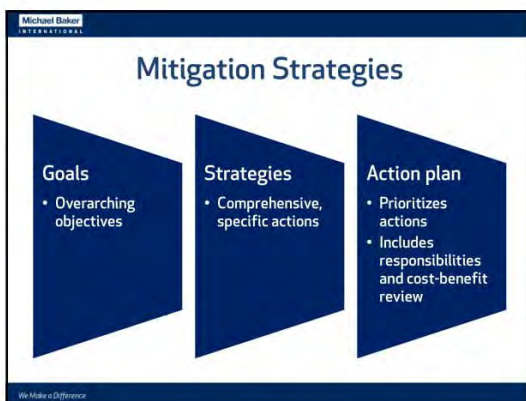 Michael Baker
INTERNATIONAL
Mitigation Strategies
Goals
• Overarching
objectives
Strategies
• Comprehensive,
specific actions
Action plan
• Prioritizes
actions
• Includes
responsibilities
and cost-benefit
review
We Make a Difference